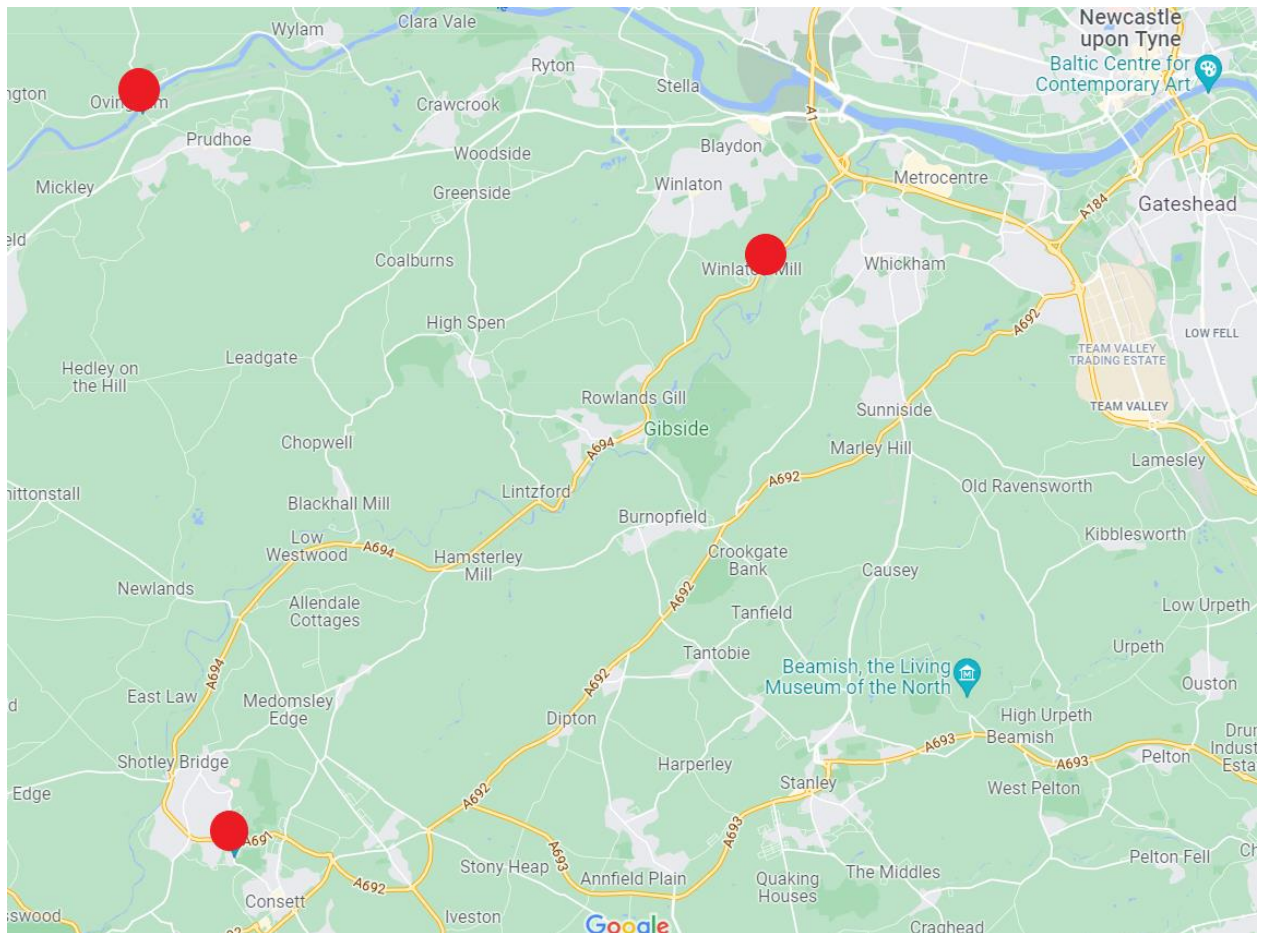 Newcastle
upon Tyne
Clara Vale
Wylam
Baltic Centre for
Contemporary Art
Ryton
Stella
ngton
Crawcrook
A1
Prudhoe
Blaydon
Woodside
Mickley
Greenside
Winlaton
Metrocentre
A184
Gateshead
eld
Coalburns
Whickham
High Spen
A692
LOW FELL
Leadgate
TEAM VALLEY
TRADING ESTATE
Hedley on
the Hill
Rowlands Gill
Sunniside
TEAM VALLEY
Gibside
Chopwell
A694
Marley Hill
Lamesley
A692
hittonstall
Lintzford
Old Ravensworth
Blackhall Mill
Burnopfield
Kibblesworth
Low
Westwood
A694
Hamsterley
Mill
Crookgate
Bank
Causey
Newlands
A692
Allendale
Cottages
Tanfield
Low Urpeth
Urpeth
Tantobie
A694
Beamish, the Living
Museum of the North
A692
Ouston
East Law
Medomsley
Edge
d
Dipton
High Urpeth
Beamish
A693
Shotley Bridge
Harperley
A693
Pelton
Stanley
West Pelton
Edge
A692
A691
A693
A693
Stony Heap
Annfield Plain
Quaking
Houses
The Middles
Pelton Fell
A692
Consett
Iveston
sswood
Craghead
Google